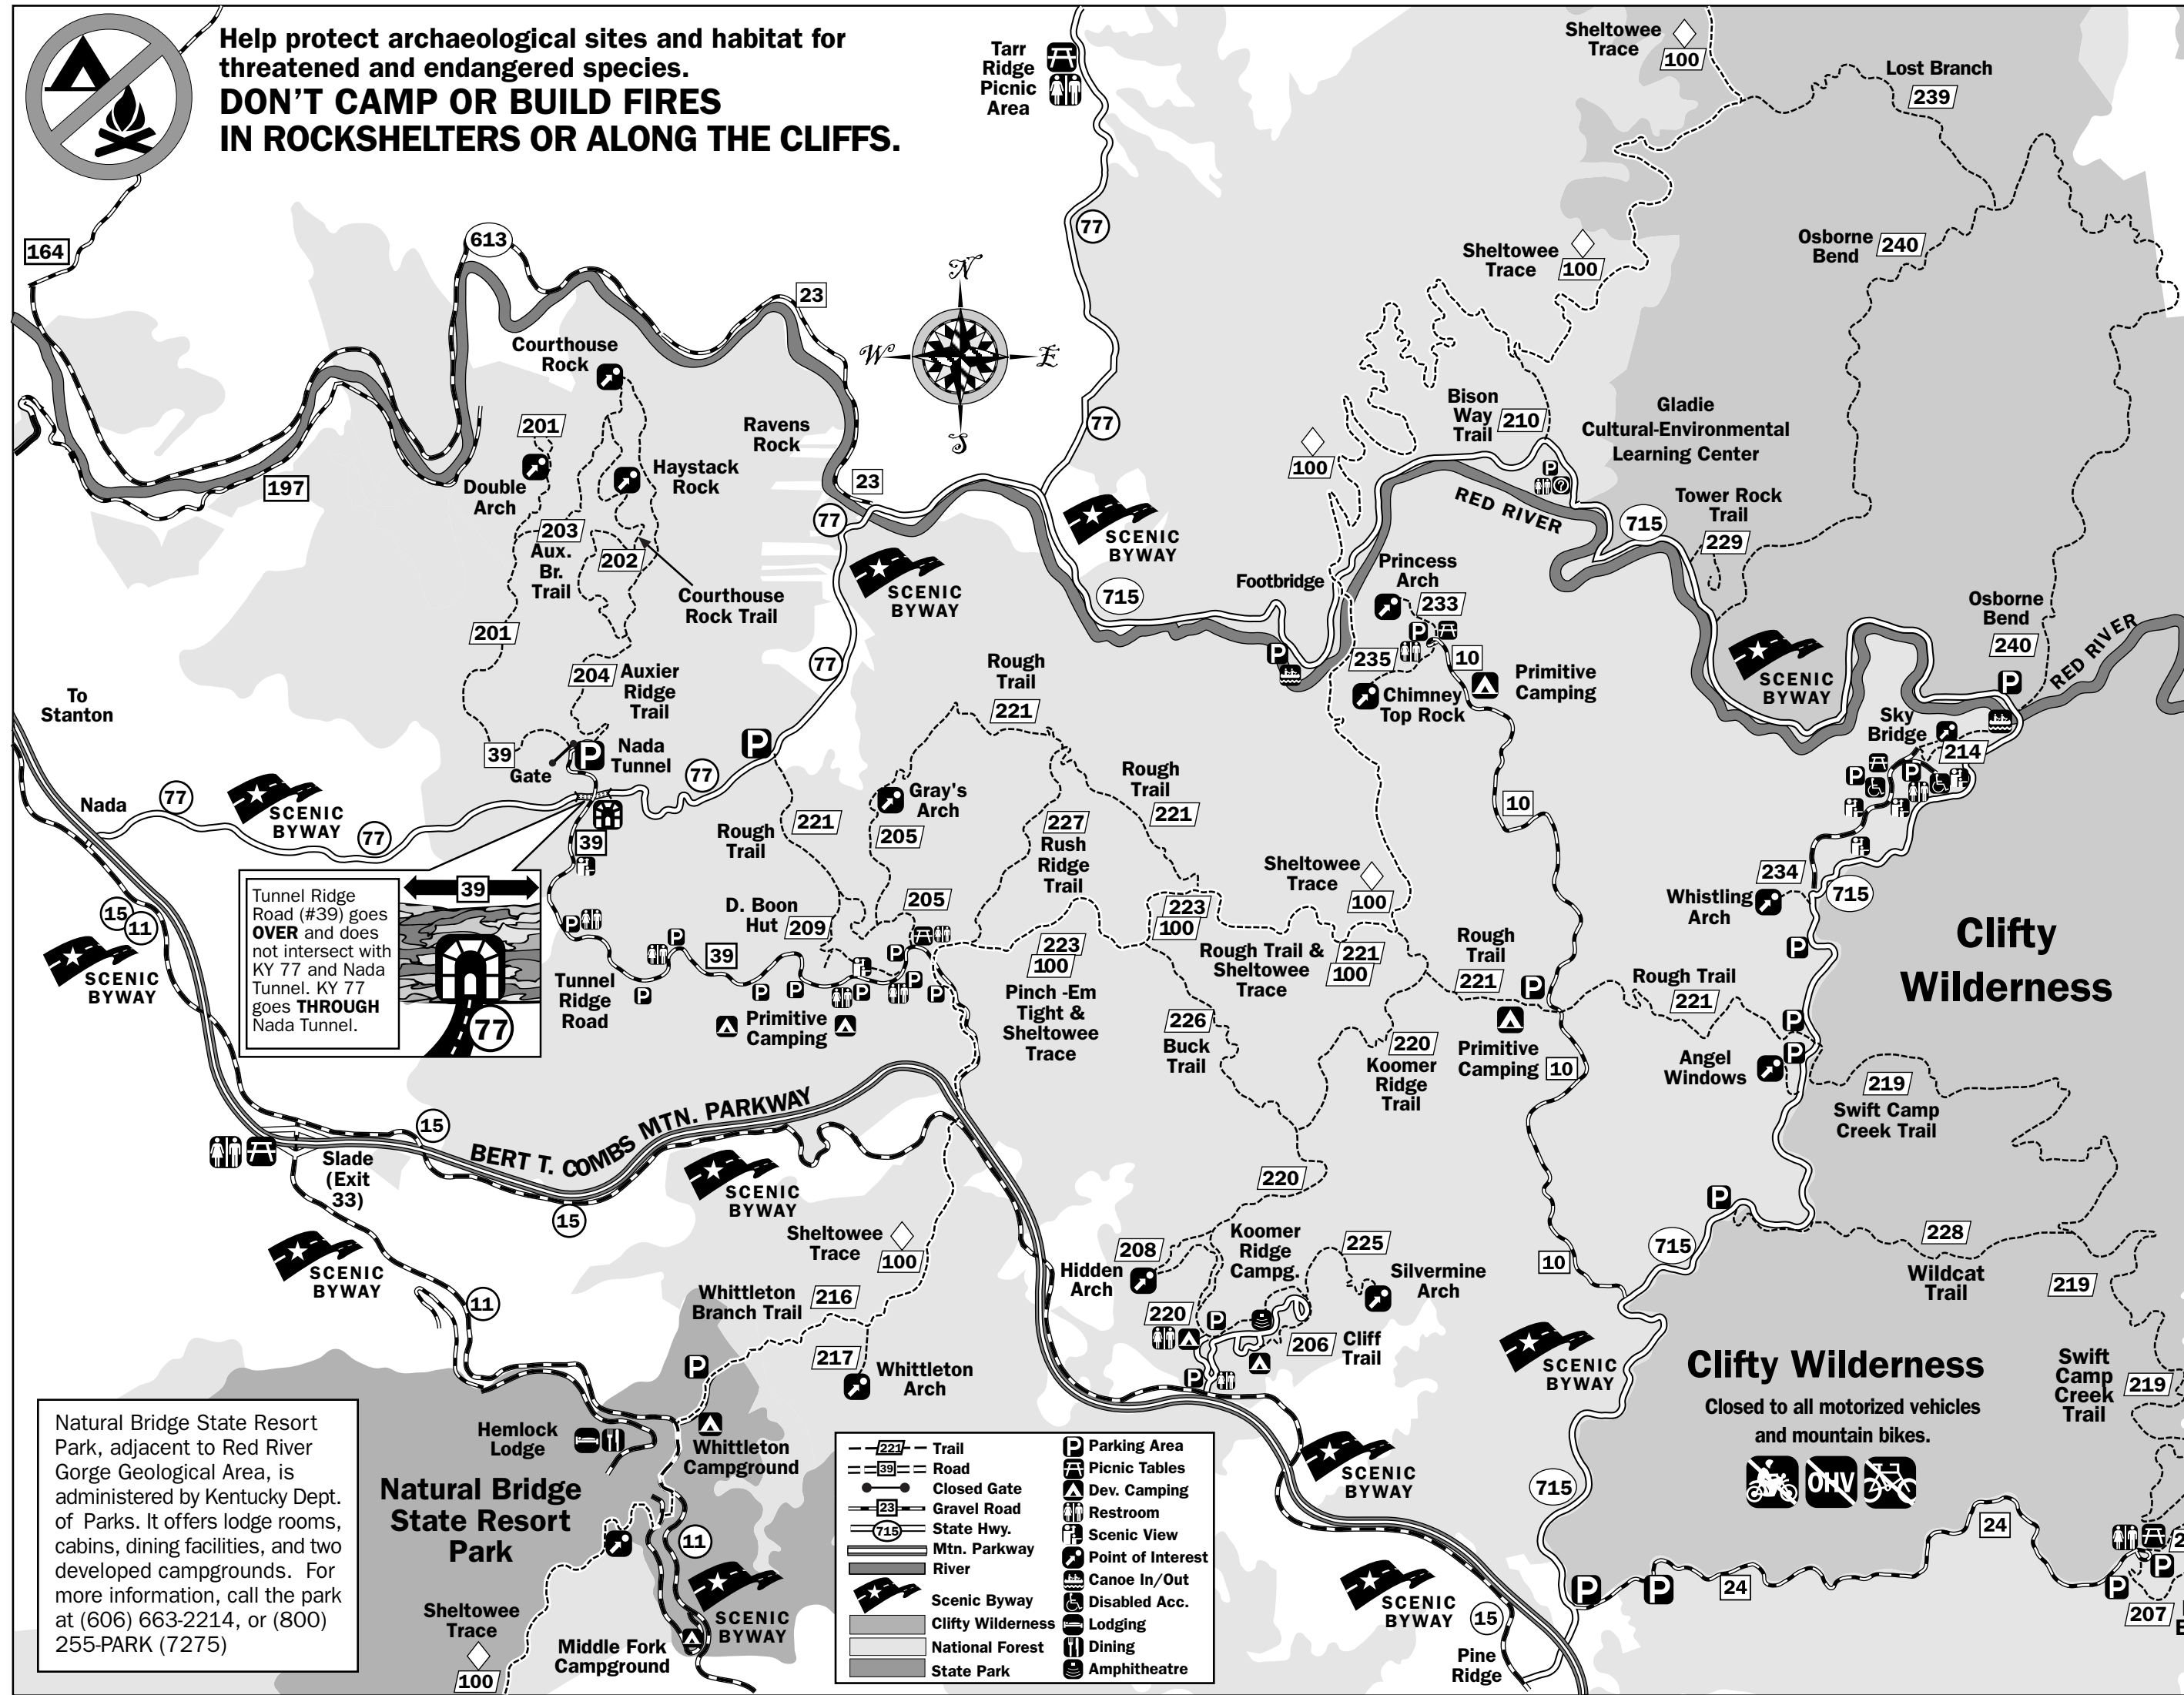 Help protect archaeological sites and habitat for
threatened and endangered species.
DON'T CAMP OR BUILD FIRES
IN ROCKSHELTERS OR ALONG THE CLIFFS.
Tarr
Ridge
Picnic
Area
Sheltowee
Trace
100
Lost Branch
239
77
164
613
23
N
W
E
S
Sheltowee
Trace
100
Osborne
Bend
240
Courthouse
Rock
201
Double
Arch
Haystack
Rock
Ravens
Rock
23
77
197
203
Aux.
Br.
Trail
202
Courthouse
Rock Trail
201
204
Auxier
Ridge
Trail
77
SCENIC
BYWAY
77
SCENIC
BYWAY
715
100
Bison
Way
Trail
210
Gladie
Cultural-Environmental
Learning Center
RED RIVER
715
Tower Rock
Trail
229
Footbridge
Princess
Arch
233
235
10
Chimney
Top Rock
Primitive
Camping
SCENIC
BYWAY
Osborne
Bend
240
P
RED RIVER
Sky
Bridge
214
To
Stanton
39
Gate
P
Nada
Tunnel
77
P
Nada
77
SCENIC
BYWAY
77
39
Rough
Trail
221
Gray's
Arch
205
Rough
Trail
221
227
Rush
Ridge
Trail
Rough
Trail
221
10
Tunnel Ridge
Road (#39) goes
OVER and does
not intersect with
KY 77 and Nada
Tunnel. KY 77
goes THROUGH
Nada Tunnel.
39
77
15
11
SCENIC
BYWAY
Tunnel
Ridge
Road
39
D. Boon
Hut
209
205
Primitive
Camping
223
100
Pinch -Em
Tight &
Sheltowee
Trace
223
100
Sheltowee
Trace
100
Rough Trail &
Sheltowee
Trace
221
100
226
Buck
Trail
220
Koomer
Ridge
Trail
Rough
Trail
221
P
Primitive
Camping
10
Rough Trail
221
234
Whistling
Arch
715
P
Clifty
Wilderness
Angel
Windows
P
P
219
Swift Camp
Creek Trail
BERT T. COMBS MTN. PARKWAY
15
Slade
(Exit
33)
15
SCENIC
BYWAY
SCENIC
BYWAY
11
Sheltowee
Trace
100
Whittleton
Branch Trail
216
217
Whittleton
Arch
P
220
208
Hidden
Arch
Koomer
Ridge
Campg.
225
Silvermine
Arch
220
206
Cliff
Trail
10
715
P
228
Wildcat
Trail
219
SCENIC
BYWAY
Clifty Wilderness
Closed to all motorized vehicles
and mountain bikes.
OHV
Swift
Camp
Creek
Trail
219
Natural Bridge State Resort
Park, adjacent to Red River
Gorge Geological Area, is
administered by Kentucky Dept.
of Parks. It offers lodge rooms,
cabins, dining facilities, and two
developed campgrounds. For
more information, call the park
at (606) 663-2214, or (800)
255-PARK (7275)
Hemlock
Lodge
Whittleton
Campground
Natural Bridge
State Resort
Park
11
SCENIC
BYWAY
Sheltowee
Trace
100
Middle Fork
Campground
221 Trail
39 Road
Closed Gate
23 Gravel Road
715 State Hwy.
Mtn. Parkway
River
Scenic Byway
Clifty Wilderness
National Forest
State Park
P Parking Area
Picnic Tables
Dev. Camping
Restroom
Scenic View
Point of Interest
Canoe In/Out
Disabled Acc.
Lodging
Dining
Amphitheatre
SCENIC
BYWAY
SCENIC
BYWAY
715
15
Pine
Ridge
P
P
24
24
P
P
207